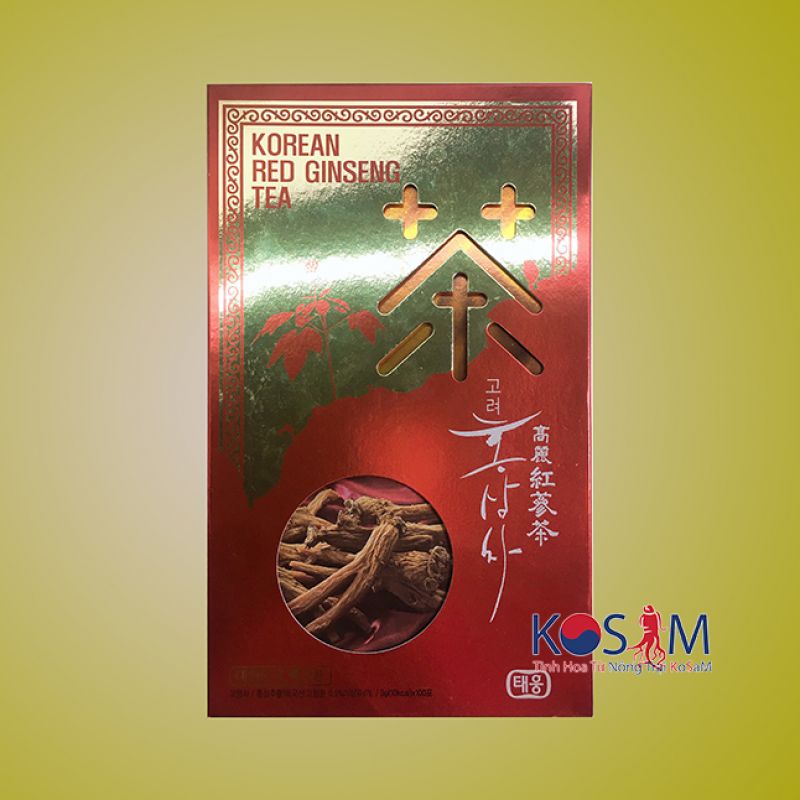 KOREAN
RED GINSENG
TEA
茶
고려
홍삼차
高麗紅蔘茶
KOSAM
Tinh Hoa Từ Nông Trại KoSaM
태웅